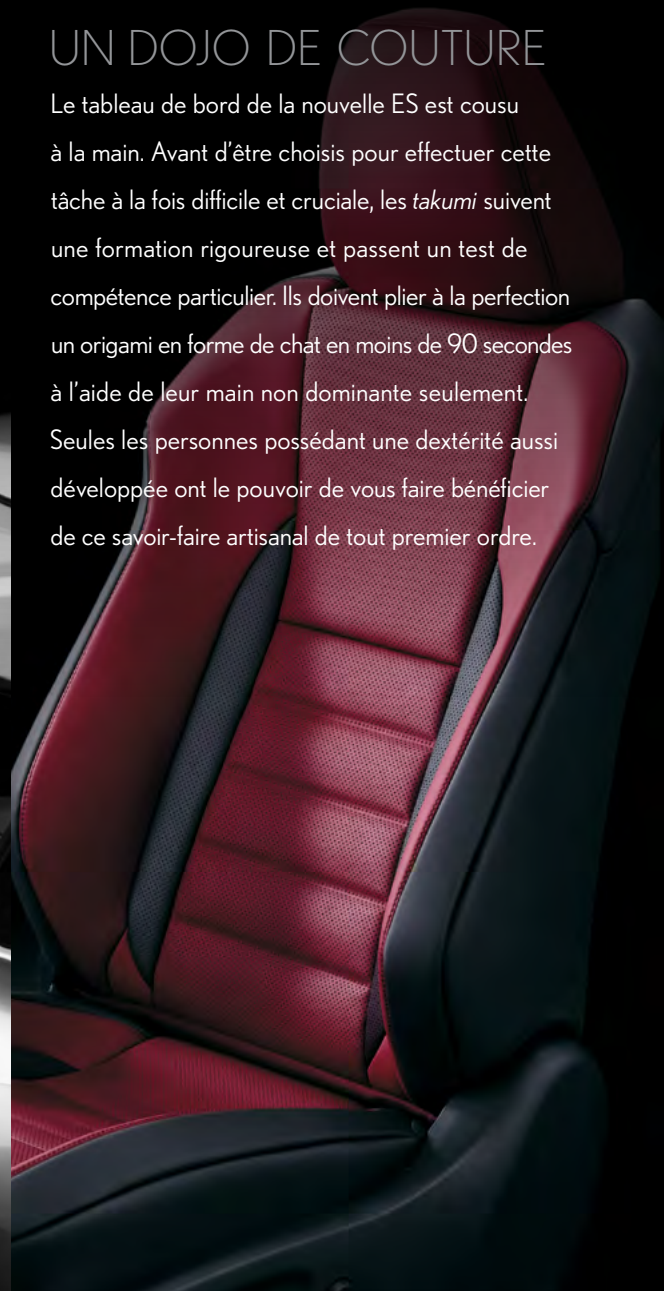 UN DOJO DE COUTURE
Le tableau de bord de la nouvelle ES est cousu
à la main. Avant d'être choisis pour effectuer cette
tâche à la fois difficile et cruciale, les takumi suivent
une formation rigoureuse et passent un test de
compétence particulier. Ils doivent plier à la perfection
un origami en forme de chat en moins de 90 secondes
à l'aide de leur main non dominante seulement.
Seules les personnes possédant une dextérité aussi
développée ont le pouvoir de vous faire bénéficier
de ce savoir-faire artisanal de tout premier ordre.